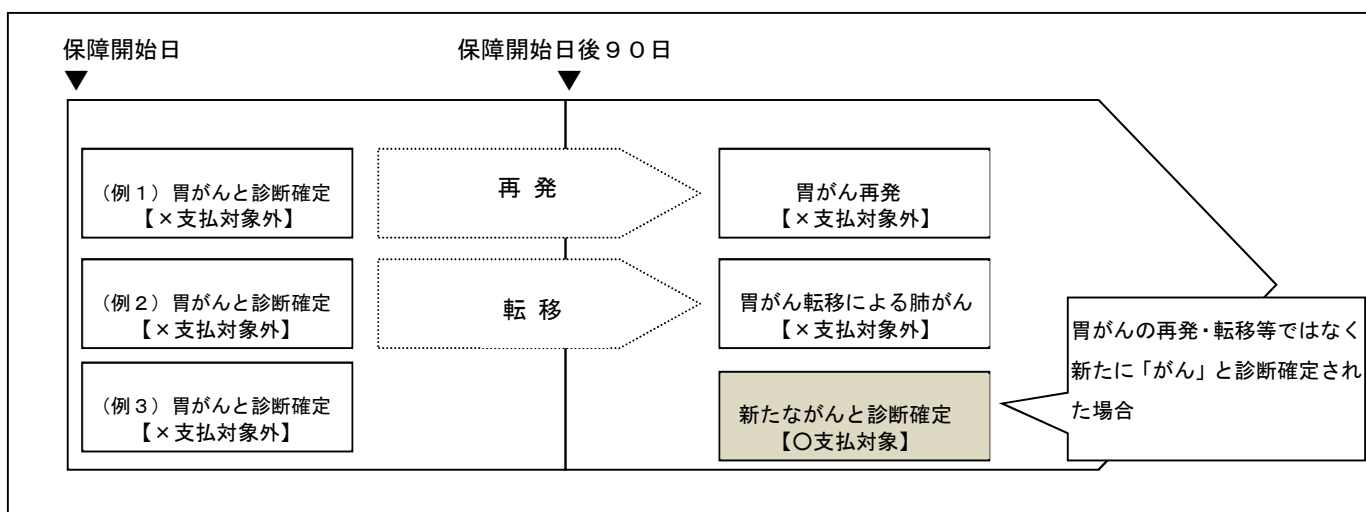 保障開始日
保障開始日後90日
▼
▼
(例1)胃がんと診断確定
【×支払対象外】
再 発
胃がん再発
【×支払対象外】
(例2)胃がんと診断確定
【×支払対象外】
転 移
胃がん転移による肺がん
【×支払対象外】
胃がんの再発・転移等ではなく
新たに「がん」と診断確定され
た場合
(例3)胃がんと診断確定
【×支払対象外】
新たながんと診断確定
【○支払対象】